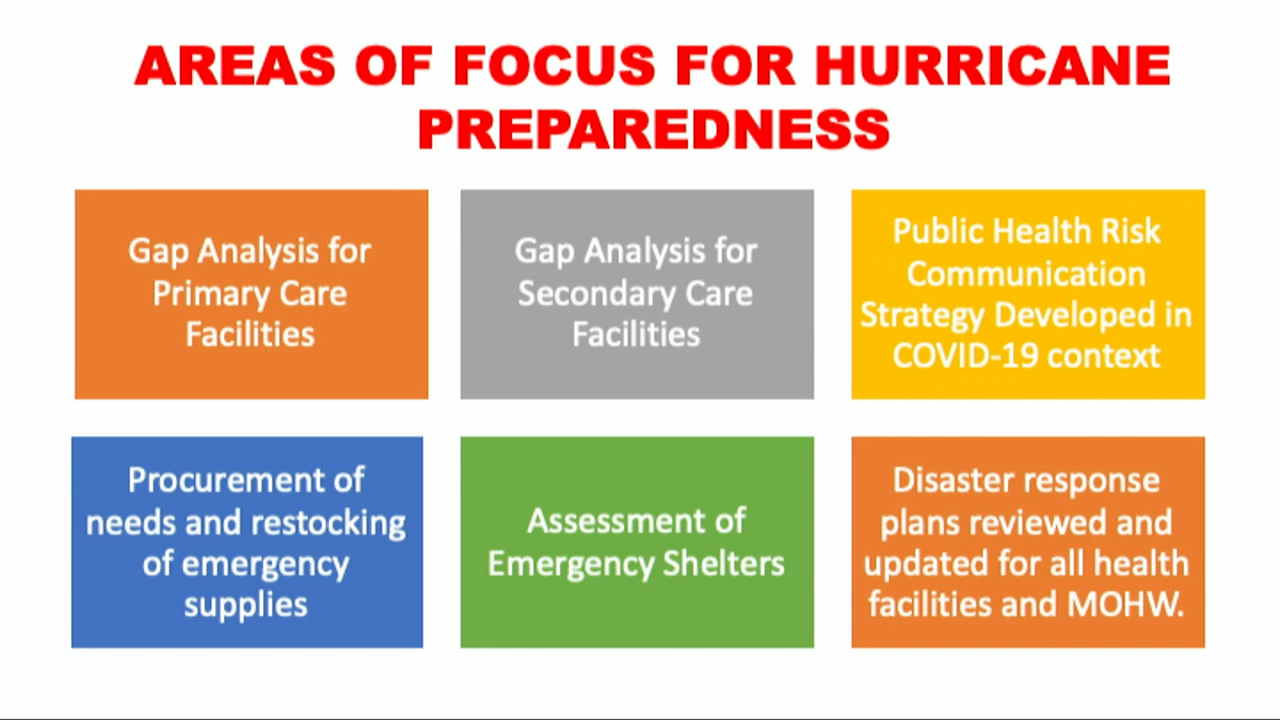 AREAS OF FOCUS FOR HURRICANE
PREPAREDNESS
Gap Analysis for
Primary Care
Facilities
Gap Analysis for
Secondary Care
Facilities
Public Health Risk
Communication
Strategy Developed in
COVID-19 context
Procurement of
needs and restocking
of emergency
supplies
Assessment of
Emergency Shelters
Disaster response
plans reviewed and
updated for all health
facilities and MOHW.